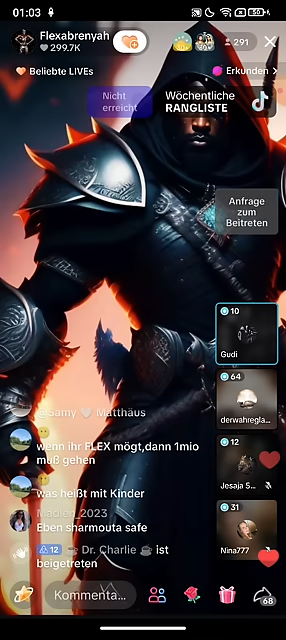 01:03
50
Flexabrenyah
299.7K
291
Beliebte LIVEs
Erkunden >
Nicht
erreicht
Wöchentliche
RANGLISTE
Anfrage
zum
Beitreten
10
Gudi
64
derwahregla...
12
Jesaja S...
31
Nina777
@Samy 🤍 Matthäus
wenn ihr FLEX mögt,dann 1mio
muß gehen
was heißt mit Kinder
Eben sharmouta safe
12 ☕ Dr. Charlie ☕ ist
beigetreten
Kommenta...
68